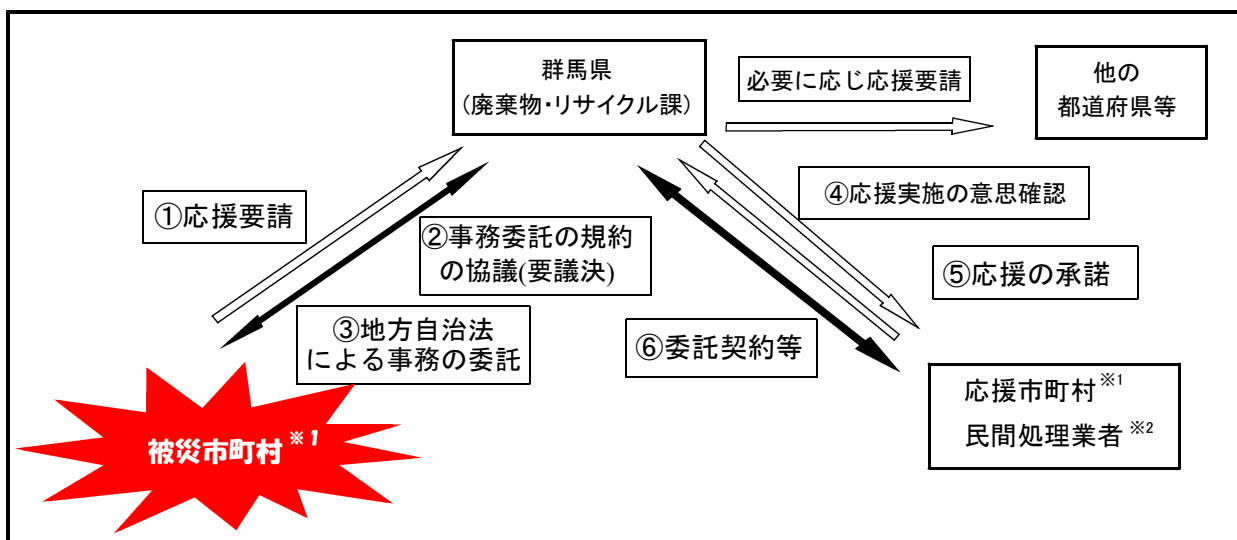 群馬県
(廃棄物・リサイクル課)
必要に応じ応援要請
他の
都道府県等
①応援要請
②事務委託の規約
の協議(要議決)
③地方自治法
による事務の委託
④応援実施の意思確認
⑤応援の承諾
⑥委託契約等
被災市町村※1
応援市町村※1
民間処理業者※2